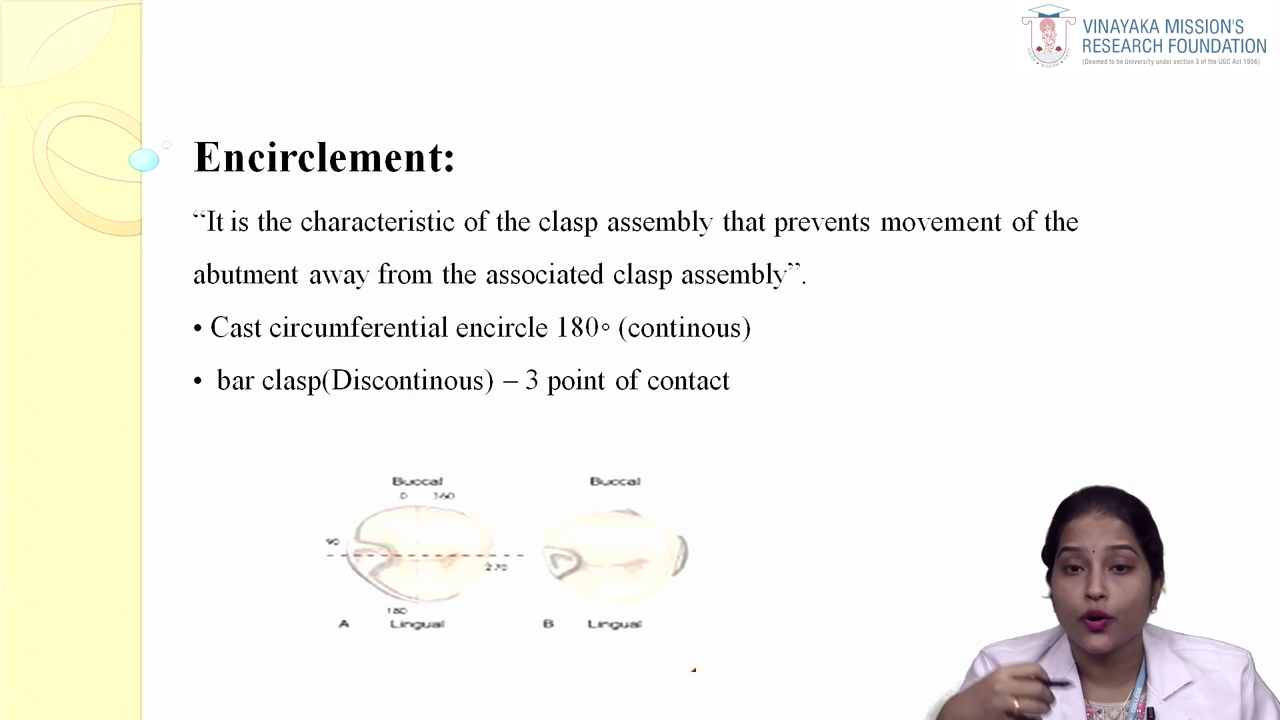 VINAYAKA MISSION'S
RESEARCH FOUNDATION
(Deemed to be University under section 3 of the UGC Act 1956)
Encirclement:
“It is the characteristic of the clasp assembly that prevents movement of the
abutment away from the associated clasp assembly”.
• Cast circumferential encircle 180° (continous)
• bar clasp(Discontinous) – 3 point of contact
Buccal
0 360
90
270
180
A Lingual
Buccal
B Lingual